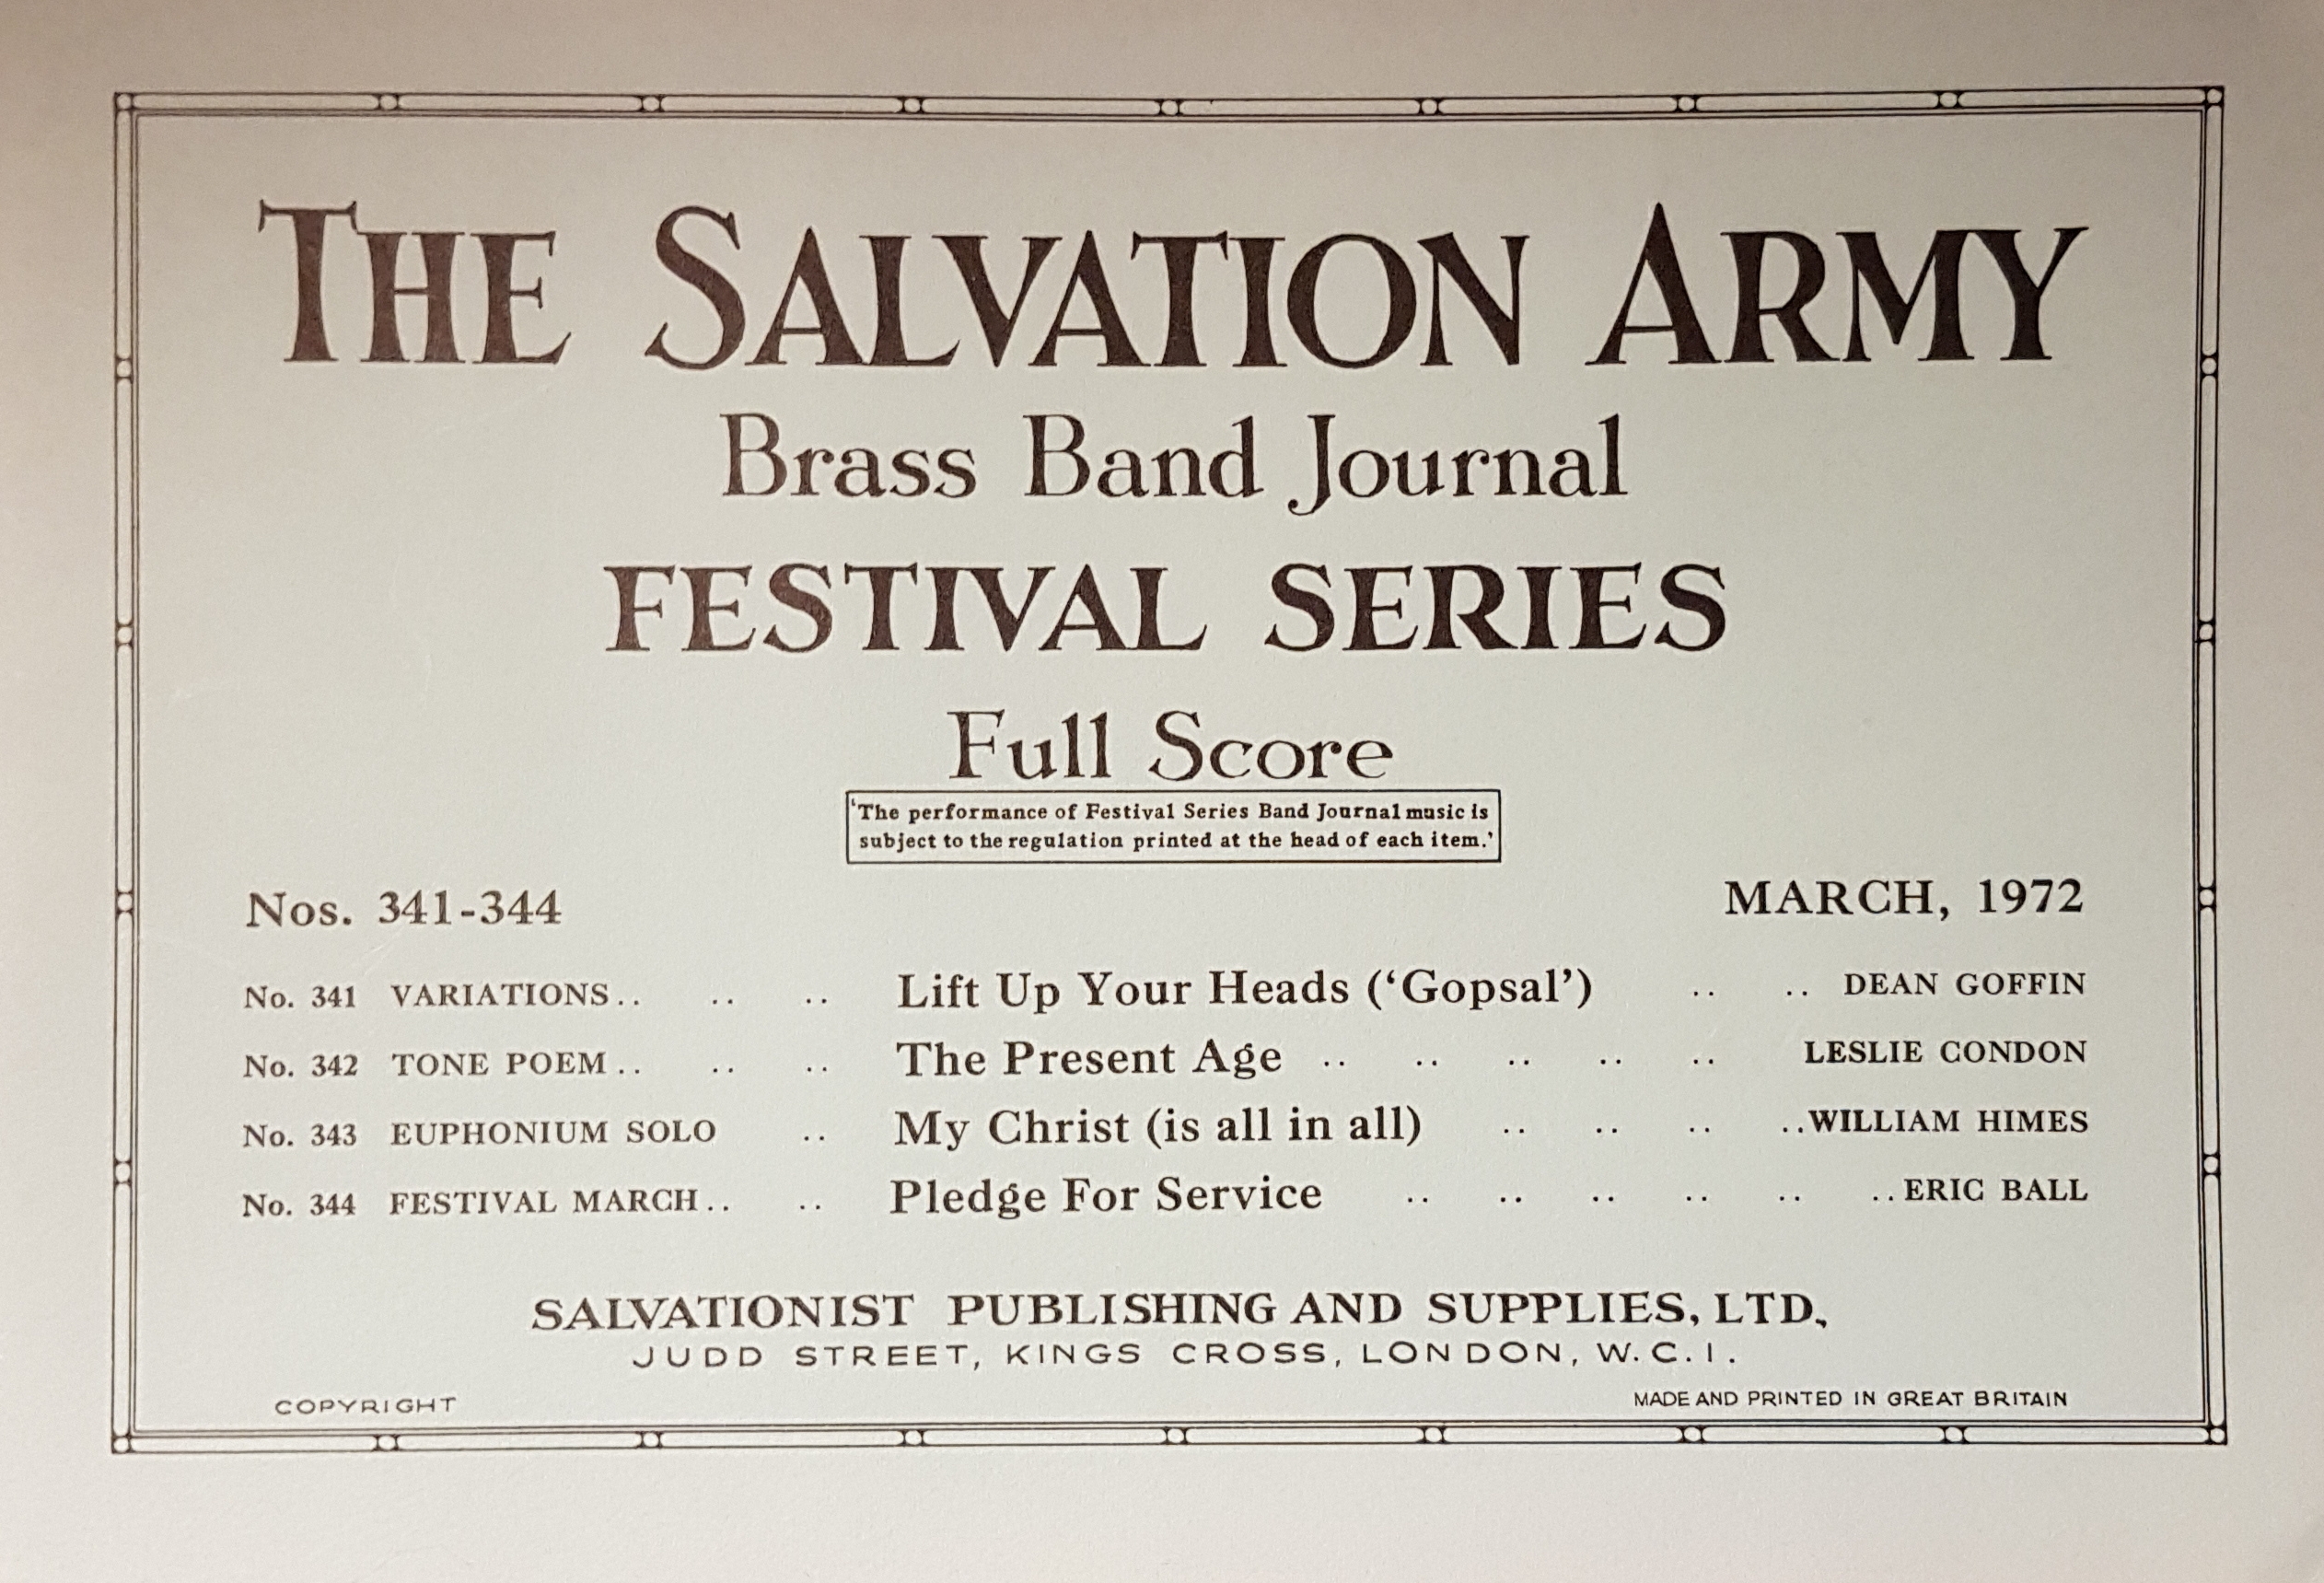 THE SALVATION ARMY
Brass Band Journal
FESTIVAL SERIES
Full Score
'The performance of Festival Series Band Journal music is
subject to the regulation printed at the head of each item.'
Nos. 341-344 MARCH, 1972
No. 341 VARIATIONS.. .. .. Lift Up Your Heads ('Gopsal') .. .. DEAN GOFFIN
No. 342 TONE POEM.. .. .. The Present Age .. .. .. .. .. LESLIE CONDON
No. 343 EUPHONIUM SOLO .. My Christ (is all in all) .. .. .. ..WILLIAM HIMES
No. 344 FESTIVAL MARCH.. .. Pledge For Service .. .. .. .. .. ..ERIC BALL
SALVATIONIST PUBLISHING AND SUPPLIES, LTD,
JUDD STREET, KINGS CROSS, LONDON, W.C.1.
COPYRIGHT MADE AND PRINTED IN GREAT BRITAIN